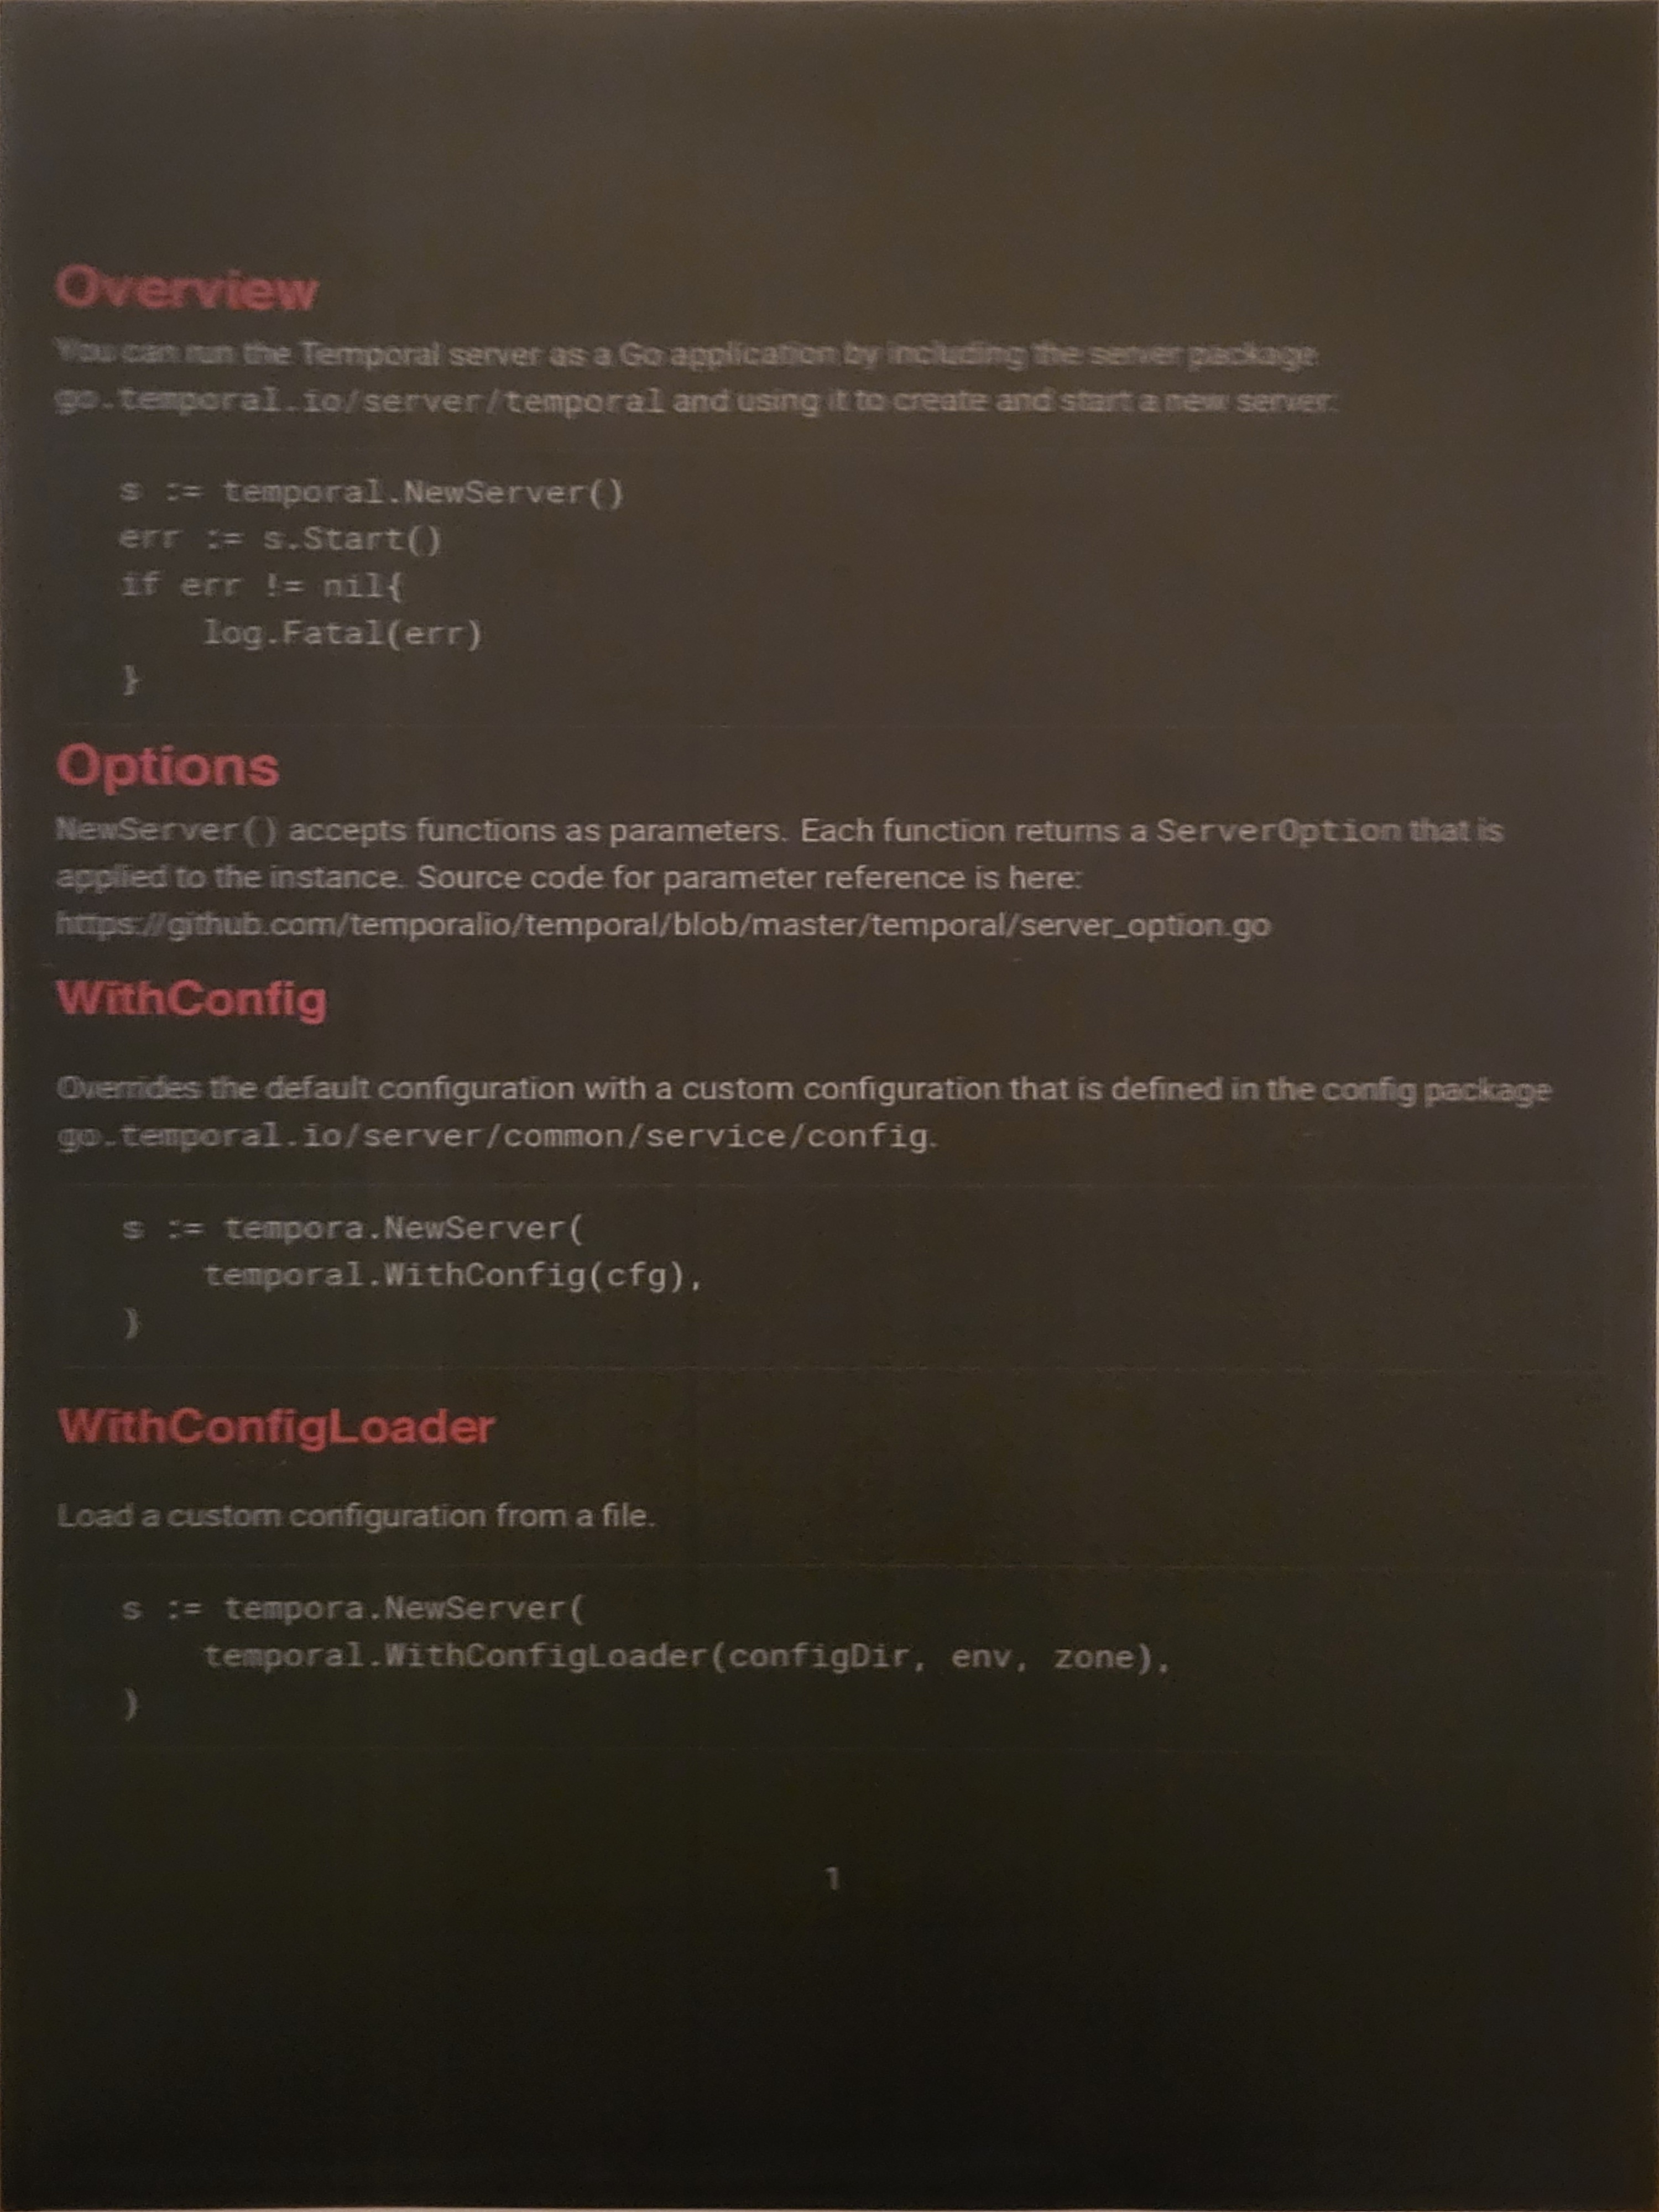 Overview
You can run the Temporal server as a Go application by including the server package
go.temporal.io/server/temporal and using it to create and start a new server:
s := temporal.NewServer()
err := s.Start()
if err != nil{
log.Fatal(err)
}
Options
NewServer() accepts functions as parameters. Each function returns a ServerOption that is
applied to the instance. Source code for parameter reference is here:
https://github.com/temporalio/temporal/blob/master/temporal/server_option.go
WithConfig
Overrides the default configuration with a custom configuration that is defined in the config package
go.temporal.io/server/common/service/config.
s := tempora.NewServer(
temporal.WithConfig(cfg),
)
WithConfigLoader
Load a custom configuration from a file.
s := tempora.NewServer(
temporal.WithConfigLoader(configDir, env, zone),
)
1